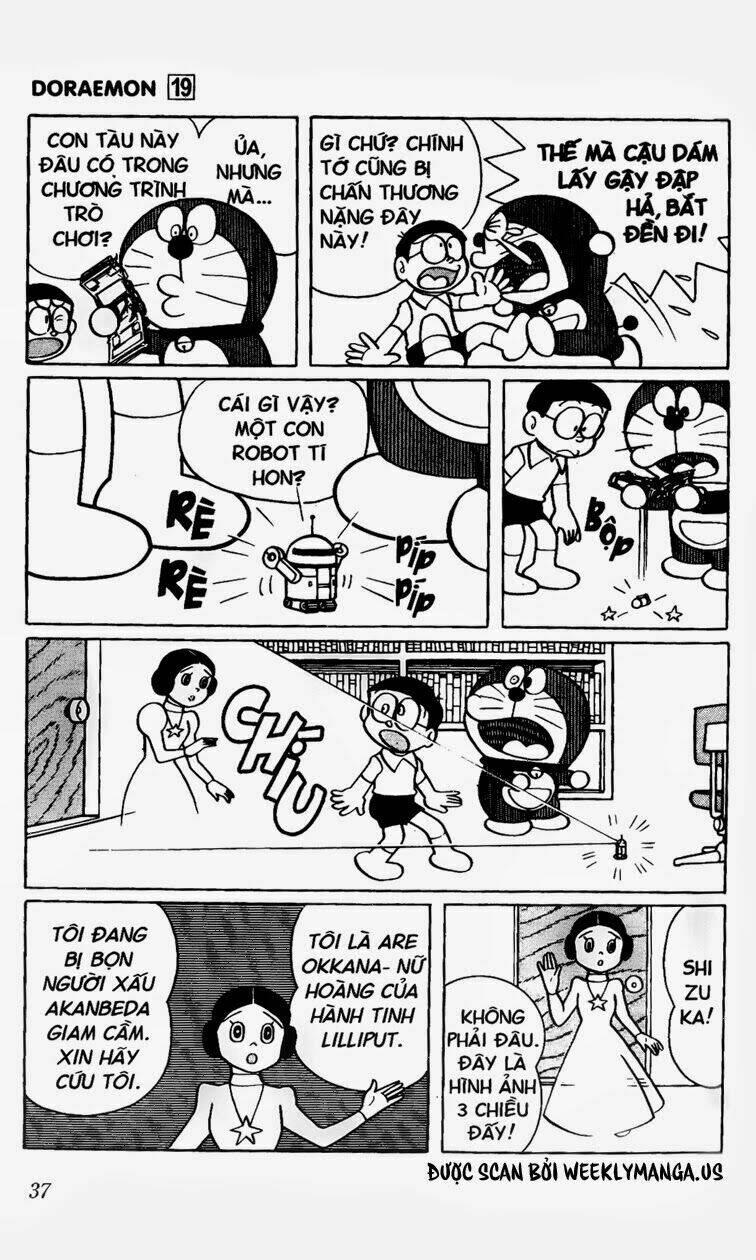 DORAEMON 19
THẾ MÀ CẬU DÁM
LẤY GẬY ĐẬP
HẢ, BẮT
ĐỀN ĐI!
GÌ CHỨ? CHÍNH
TỚ CŨNG BỊ
CHẤN THƯƠNG
NẶNG ĐÂY
NÀY!
ỦA,
NHƯNG
MÀ...
CON TÀU NÀY
ĐÂU CÓ TRONG
CHƯƠNG TRÌNH
TRÒ
CHƠI?
BỘP
CÁI GÌ VẬY?
MỘT CON
ROBOT TÍ
HON?
PÍP
PÍP
RÈ
RÈ
CHÍU
SHI
ZU
KA!
KHÔNG
PHẢI ĐÂU.
ĐÂY LÀ
HÌNH ẢNH
3 CHIỀU
ĐẤY!
TÔI LÀ ARE
OKKANA- NỮ
HOÀNG CỦA
HÀNH TINH
LILLIPUT.
TÔI ĐANG
BỊ BỌN
NGƯỜI XẤU
AKANBEDA
GIAM CẦM.
XIN HÃY
CỨU TÔI.
ĐƯỢC SCAN BỞI WEEKLYMANGA.US
37